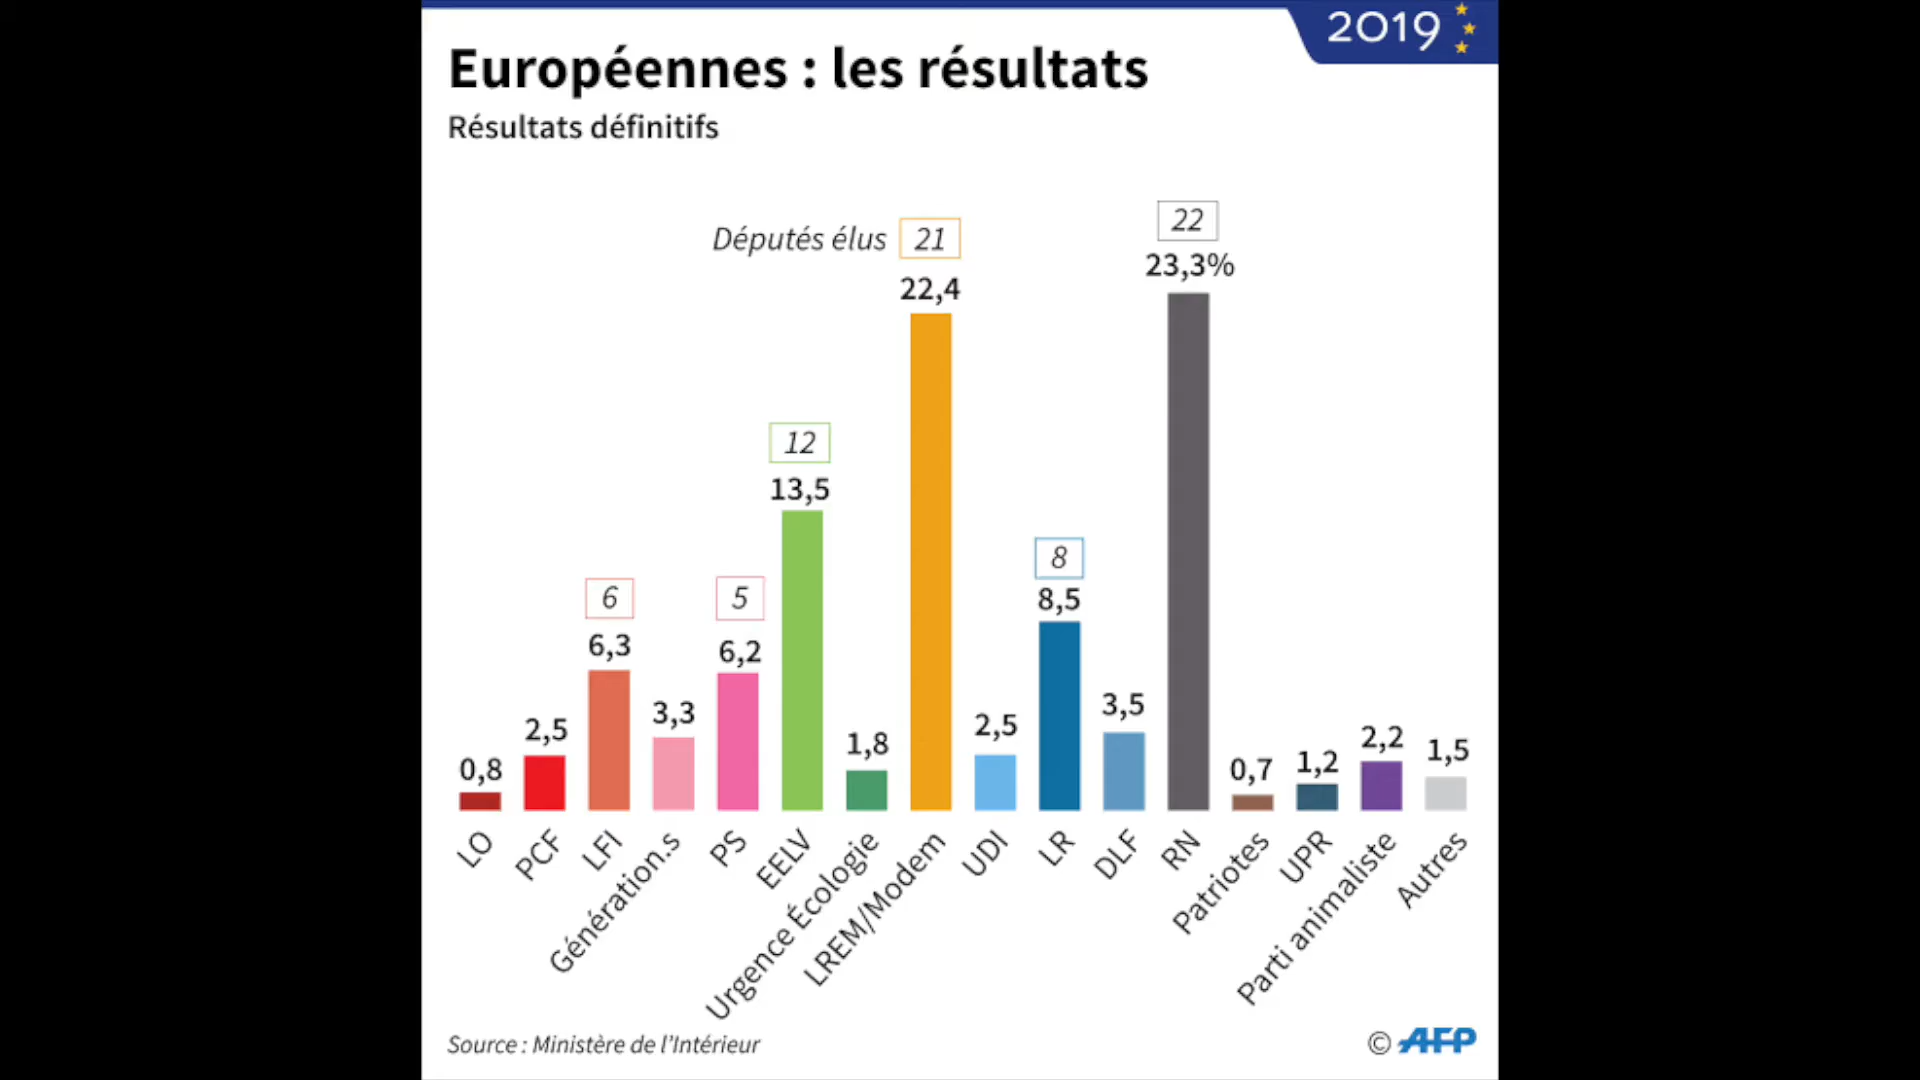 2019
Européennes : les résultats
Résultats définitifs
22
Députés élus 21
23,3%
22,4
12
13,5
8
6
5
8,5
6,3
6,2
3,5
3,3
2,5
2,5
2,2
1,8
1,5
1,2
0,8
0,7
LO
PCF
LFI
Génération.s
PS
EELV
Urgence Écologie
LREM/Modem
UDI
LR
DLF
RN
Patriotes
UPR
Parti animaliste
Autres
Source : Ministère de l'Intérieur
© AFP